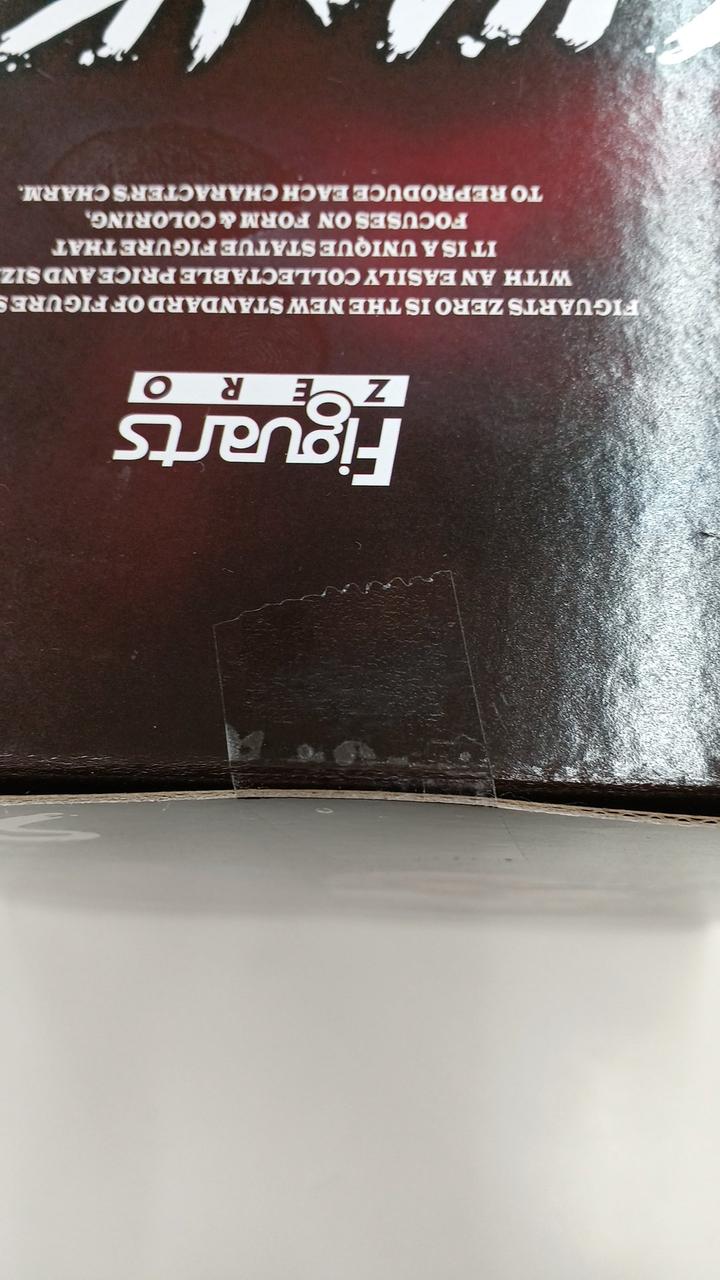 Figuarts
ZERO
FIGUARTS ZERO IS THE NEW STANDARD OF FIGURES
WITH AN EASILY COLLECTABLE PRICE AND SIZ
IT IS A UNIQUE STATUE FIGURE THAT
FOCUSES ON FORM & COLORING,
TO REPRODUCE EACH CHARACTER'S CHARM.